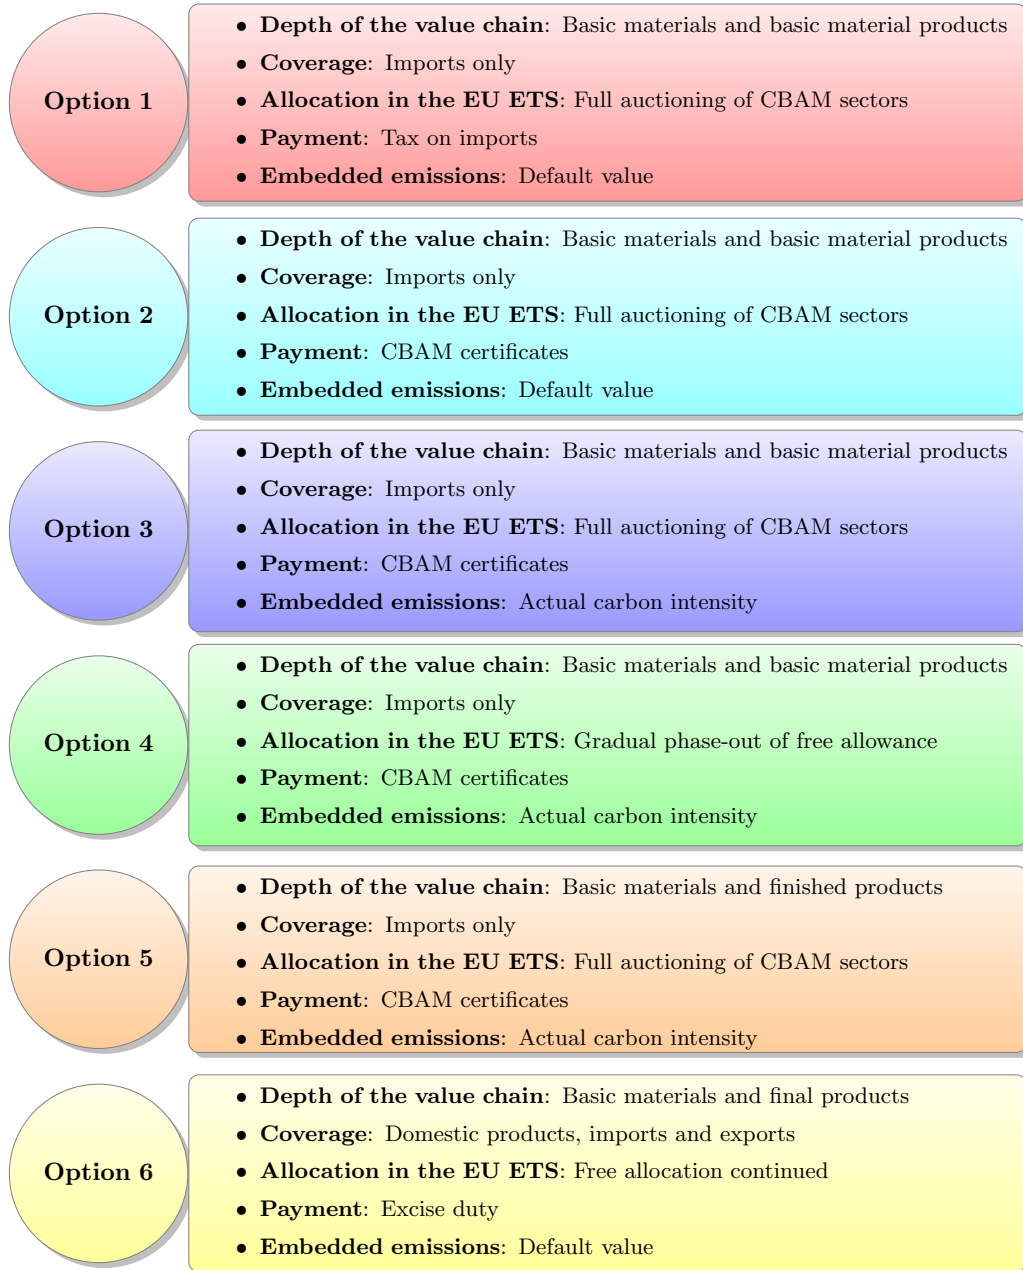 Option 1
• Depth of the value chain: Basic materials and basic material products
• Coverage: Imports only
• Allocation in the EU ETS: Full auctioning of CBAM sectors
• Payment: Tax on imports
• Embedded emissions: Default value
Option 2
• Depth of the value chain: Basic materials and basic material products
• Coverage: Imports only
• Allocation in the EU ETS: Full auctioning of CBAM sectors
• Payment: CBAM certificates
• Embedded emissions: Default value
Option 3
• Depth of the value chain: Basic materials and basic material products
• Coverage: Imports only
• Allocation in the EU ETS: Full auctioning of CBAM sectors
• Payment: CBAM certificates
• Embedded emissions: Actual carbon intensity
Option 4
• Depth of the value chain: Basic materials and basic material products
• Coverage: Imports only
• Allocation in the EU ETS: Gradual phase-out of free allowance
• Payment: CBAM certificates
• Embedded emissions: Actual carbon intensity
Option 5
• Depth of the value chain: Basic materials and finished products
• Coverage: Imports only
• Allocation in the EU ETS: Full auctioning of CBAM sectors
• Payment: CBAM certificates
• Embedded emissions: Actual carbon intensity
Option 6
• Depth of the value chain: Basic materials and final products
• Coverage: Domestic products, imports and exports
• Allocation in the EU ETS: Free allocation continued
• Payment: Excise duty
• Embedded emissions: Default value